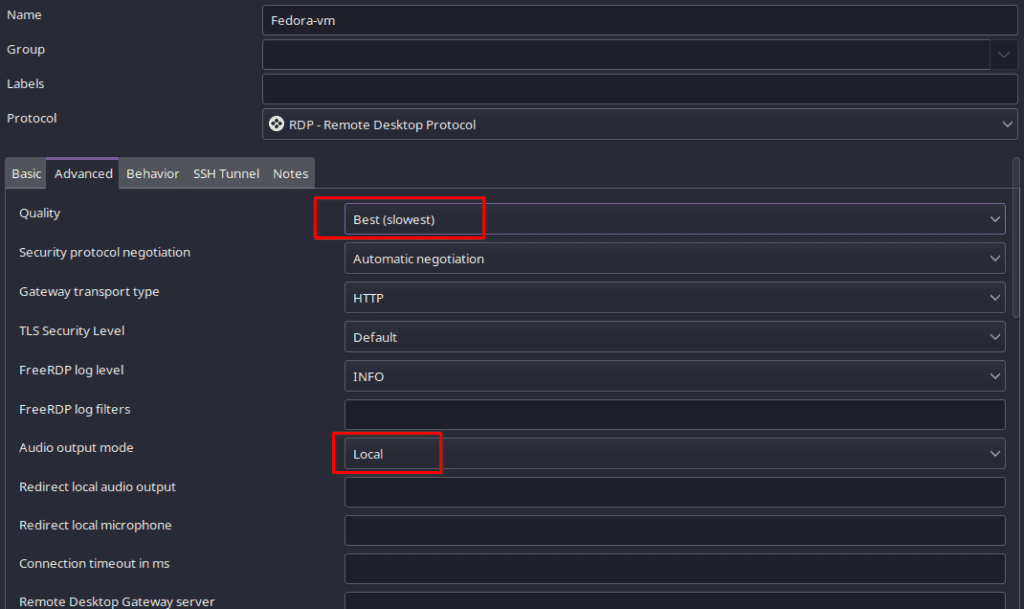 Name Fedora-vm
Group
Labels
Protocol RDP - Remote Desktop Protocol
Basic Advanced Behavior SSH Tunnel Notes
Quality Best (slowest)
Security protocol negotiation Automatic negotiation
Gateway transport type HTTP
TLS Security Level Default
FreeRDP log level INFO
FreeRDP log filters
Audio output mode Local
Redirect local audio output
Redirect local microphone
Connection timeout in ms
Remote Desktop Gateway server